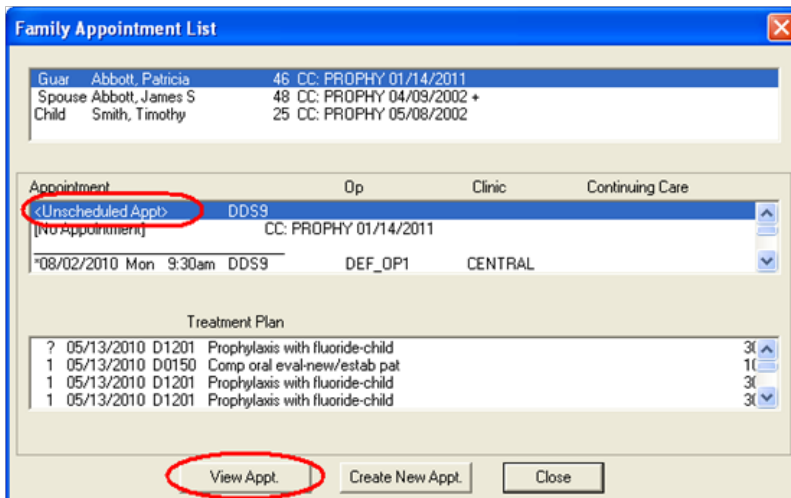 Family Appointment List
Guar Abbott, Patricia 46 CC: PROPHY 01/14/2011
Spouse Abbott, James S 48 CC: PROPHY 04/09/2002 +
Child Smith, Timothy 25 CC: PROPHY 05/08/2002
Appointment Op Clinic Continuing Care
<Unscheduled Appt> DDS9
[No Appointment] CC: PROPHY 01/14/2011
*08/02/2010 Mon 9:30am DDS9 DEF_OP1 CENTRAL
Treatment Plan
? 05/13/2010 D1201 Prophylaxis with fluoride-child
1 05/13/2010 D0150 Comp oral eval-new/estab pat
1 05/13/2010 D1201 Prophylaxis with fluoride-child
1 05/13/2010 D1201 Prophylaxis with fluoride-child
View Appt. Create New Appt. Close